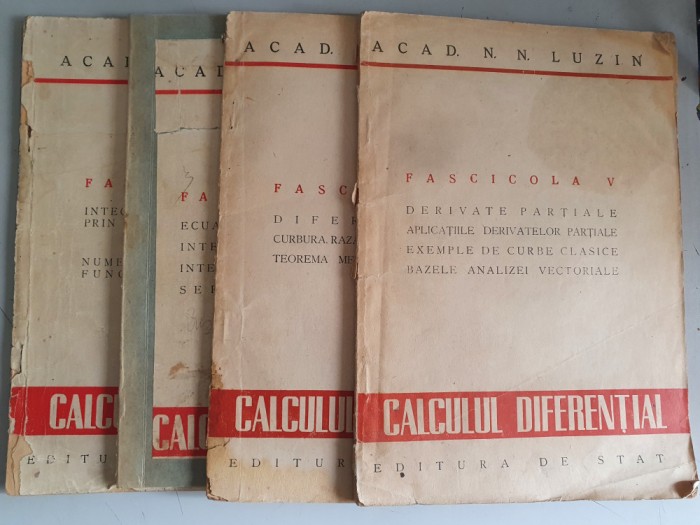 ACAD.
FA
INTE
PRIN
NUME
FUNC
CALCU
EDITU
ACAD
FA
ECUA
INTE
INTE
SE
CALC
ACAD.
FASC
DIFE
CURBURA. RAZA
TEOREMA ME
CALCULUL
EDITUR
ACAD. N. N. LUZIN
FASCICOLA V
DERIVATE PARȚIALE
APLICAȚIILE DERIVATELOR PARȚIALE
EXEMPLE DE CURBE CLASICE
BAZELE ANALIZEI VECTORIALE
CALCULUL DIFERENȚIAL
EDITURA DE STAT